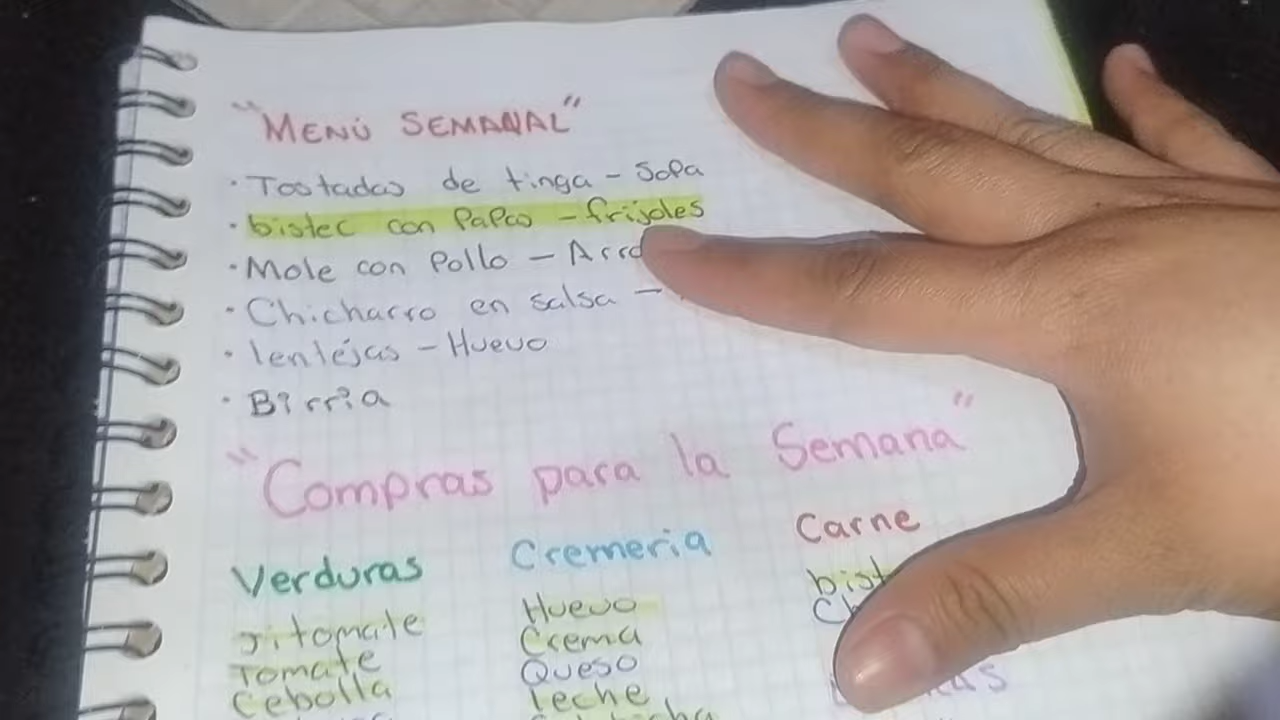 "MENÚ SEMANAL"
· Tostadas de tinga - Sopa
· bistec con Papas - frijoles
· Mole con Pollo -
· Chicharro en salsa -
· lentejas - Huevo
· Birria
"Compras para la Semana"
Verduras Cremeria Carne
Jitomate Huevo
Tomate Crema
Cebolla Queso
leche